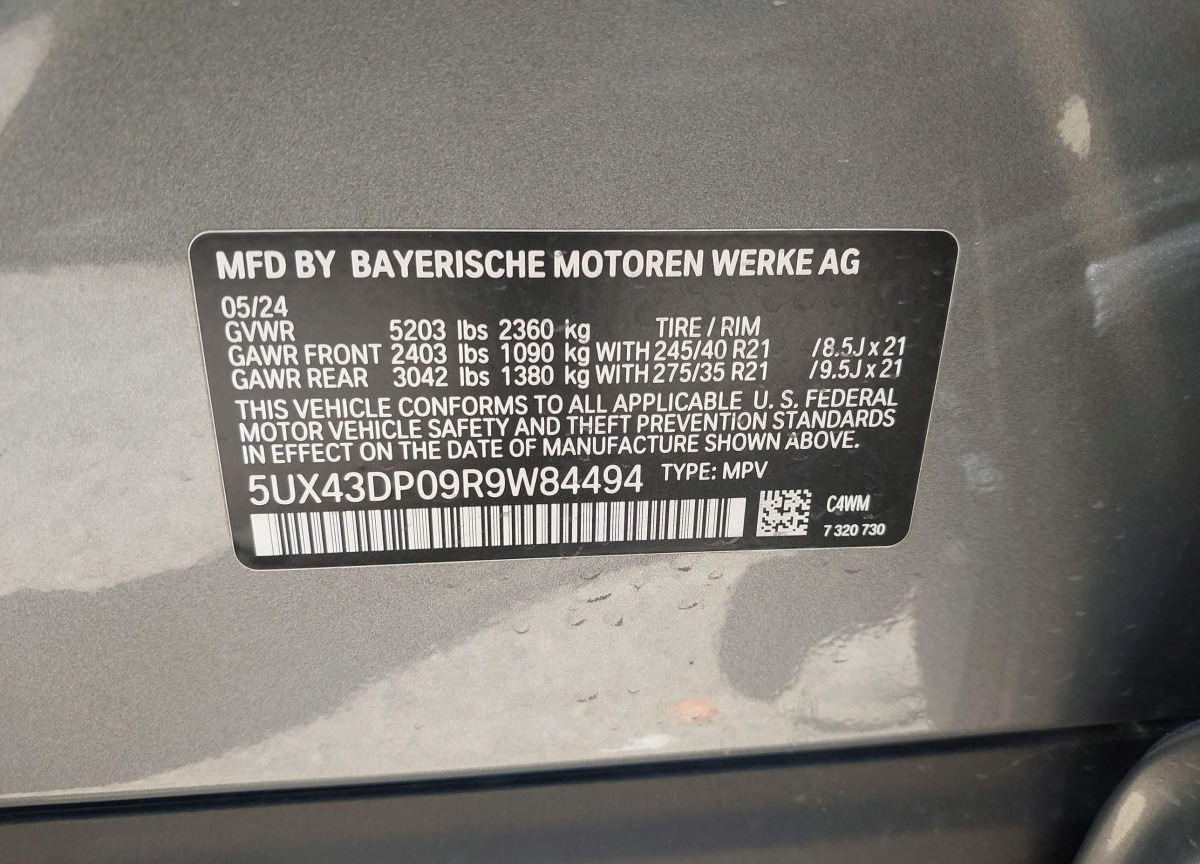 MFD BY BAYERISCHE MOTOREN WERKE AG
05/24
GVWR 5203 lbs 2360 kg TIRE / RIM
GAWR FRONT 2403 lbs 1090 kg WITH 245/40 R21 /8.5J x 21
GAWR REAR 3042 lbs 1380 kg WITH 275/35 R21 /9.5J x 21
THIS VEHICLE CONFORMS TO ALL APPLICABLE U. S. FEDERAL
MOTOR VEHICLE SAFETY AND THEFT PREVENTION STANDARDS
IN EFFECT ON THE DATE OF MANUFACTURE SHOWN ABOVE.
5UX43DP09R9W84494 TYPE: MPV
C4WM
7 320 730